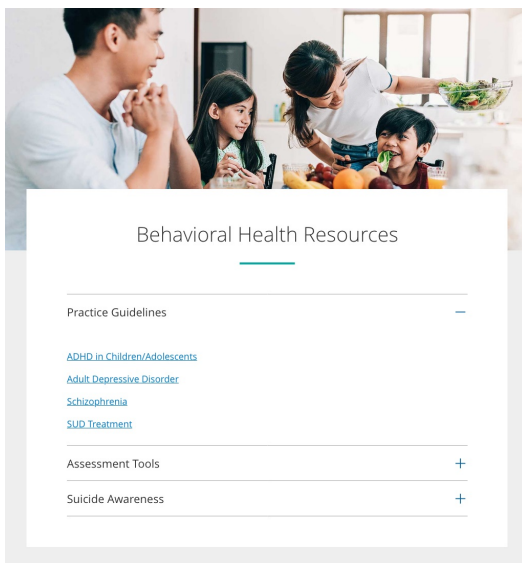 Behavioral Health Resources
Practice Guidelines
ADHD in Children/Adolescents
Adult Depressive Disorder
Schizophrenia
SUD Treatment
Assessment Tools
Suicide Awareness